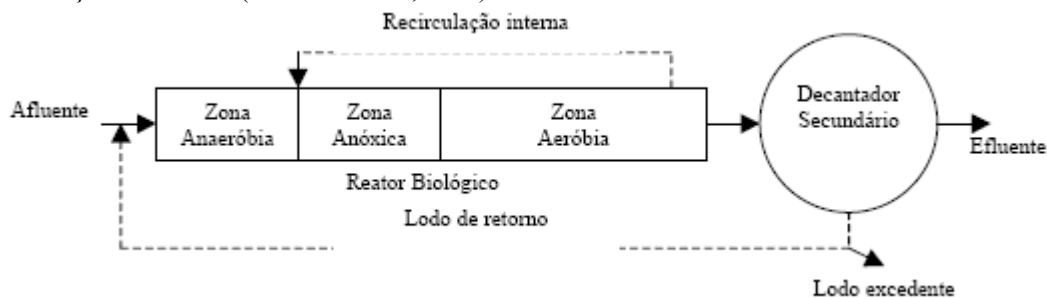 Recirculação interna
Afluente
Zona
Anaeróbia
Zona
Anóxica
Zona
Aeróbia
Decantador
Secundário
Efluente
Reator Biológico
Lodo de retorno
Lodo excedente